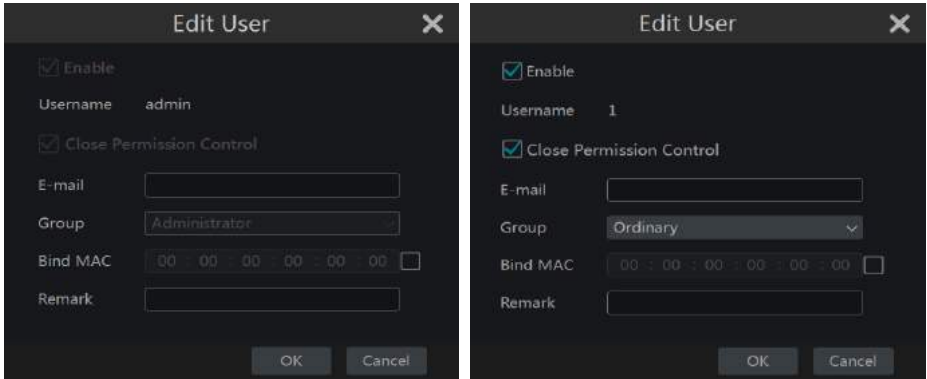 Edit User
Enable
Username admin
Close Permission Control
E-mail
Group Administrator
Bind MAC 00 : 00 : 00 : 00 : 00 : 00
Remark
OK Cancel
Edit User
Enable
Username 1
Close Permission Control
E-mail
Group Ordinary
Bind MAC 00 : 00 : 00 : 00 : 00 : 00
Remark
OK Cancel